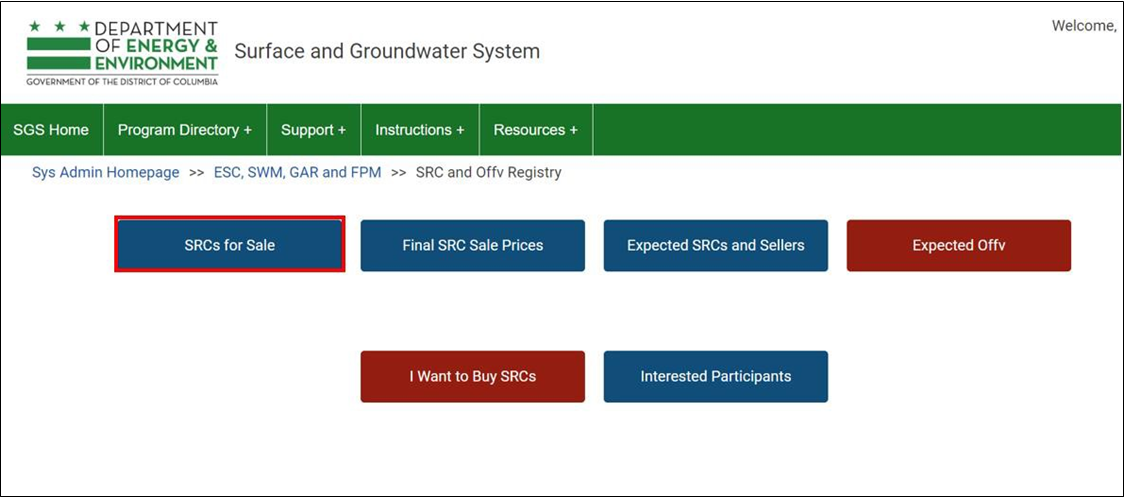 Welcome,
DEPARTMENT
OF ENERGY &
ENVIRONMENT
GOVERNMENT OF THE DISTRICT OF COLUMBIA
Surface and Groundwater System
SGS Home Program Directory + Support + Instructions + Resources +
Sys Admin Homepage >> ESC, SWM, GAR and FPM >> SRC and Offv Registry
SRCs for Sale Final SRC Sale Prices Expected SRCs and Sellers Expected Offv
I Want to Buy SRCs Interested Participants